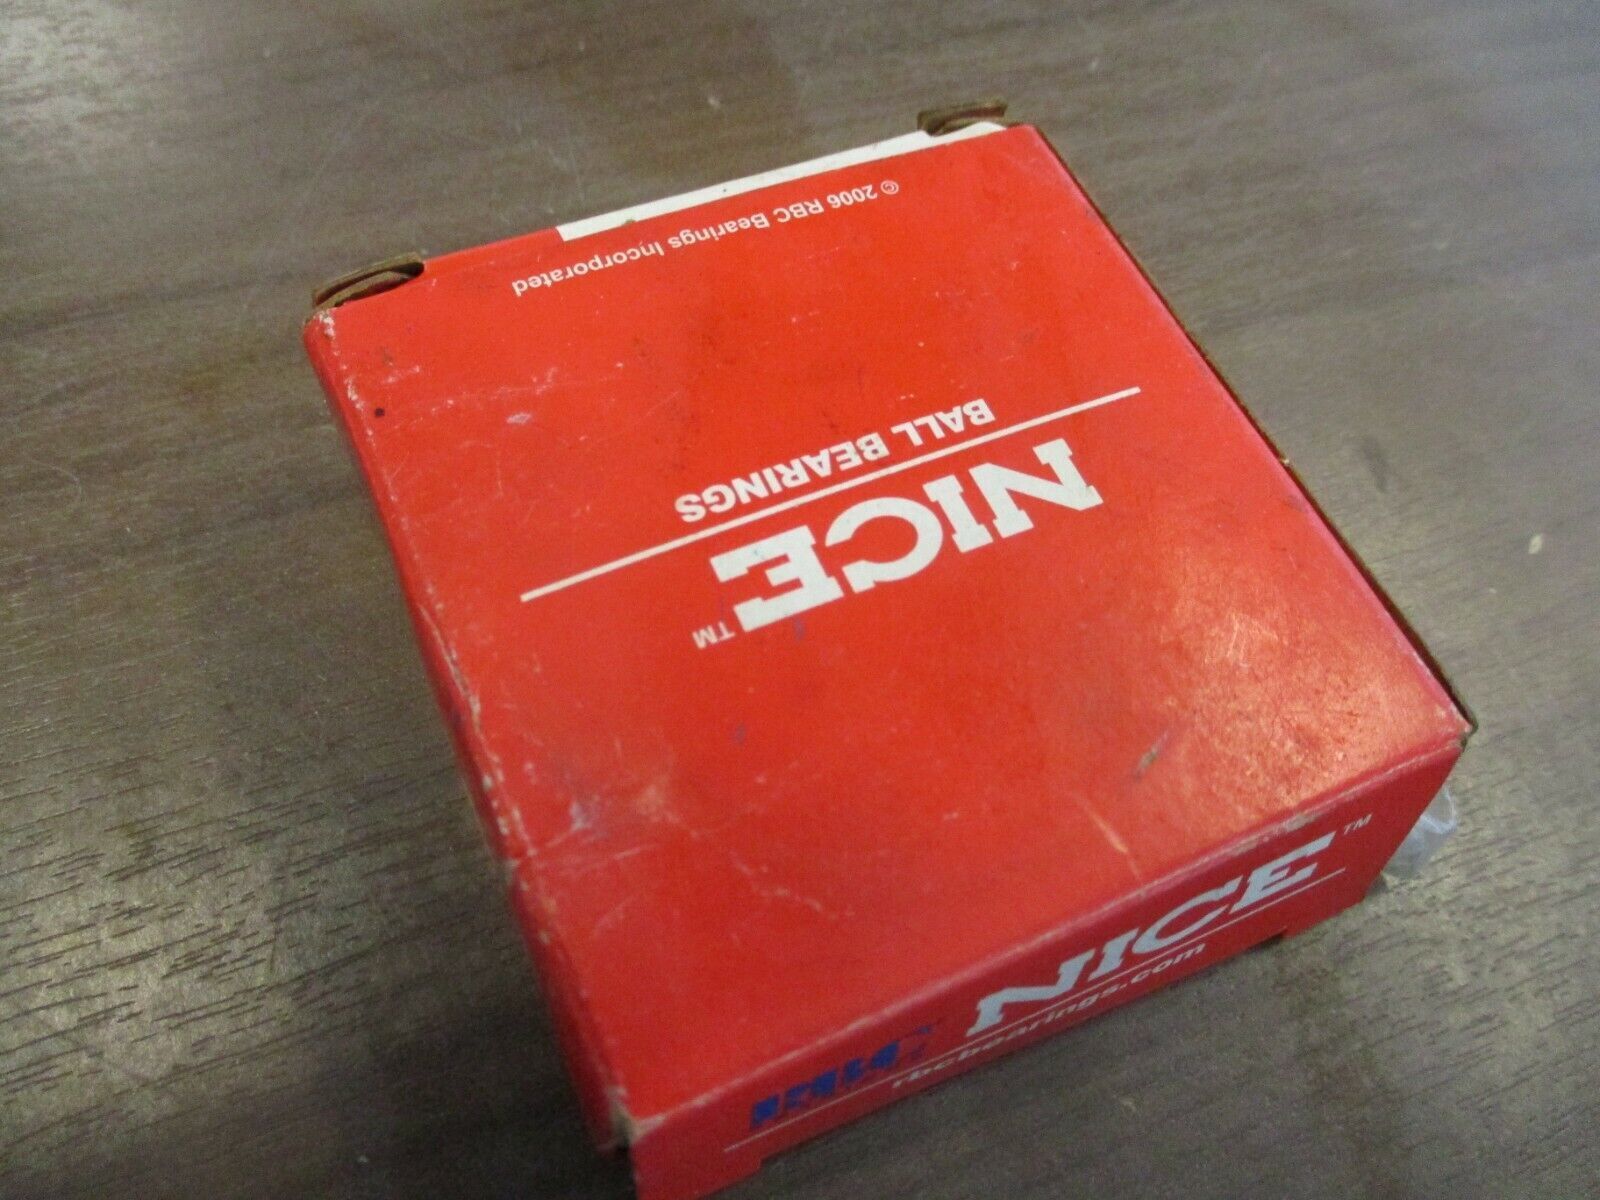 NICE™
BALL BEARINGS
© 2006 RBC Bearings Incorporated
NICE™
rbcbearings.com